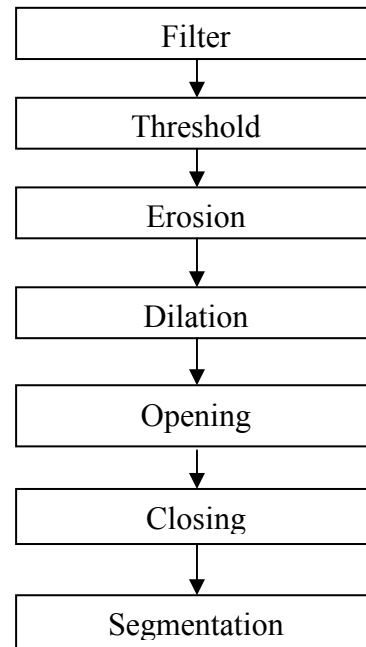 Filter
Threshold
Erosion
Dilation
Opening
Closing
Segmentation